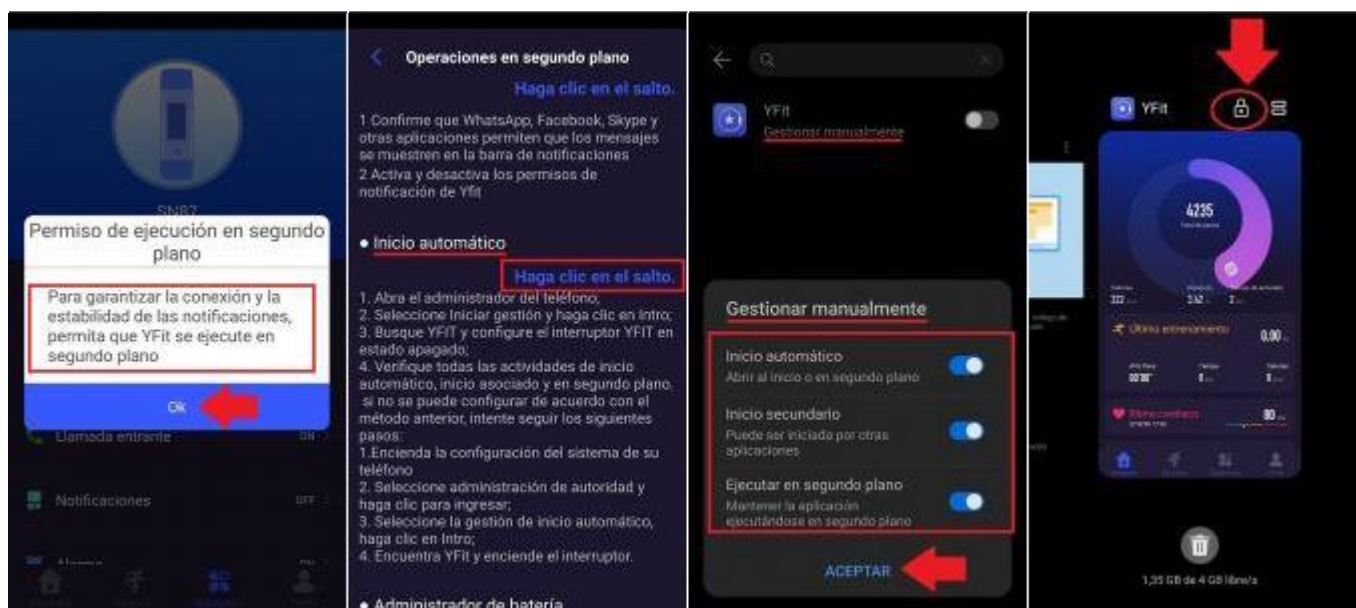 SN87
Permiso de ejecución en segundo
plano
Para garantizar la conexión y la
estabilidad de las notificaciones,
permita que YFit se ejecute en
segundo plano
Ok
Llamada entrante
ON
Notificaciones
OFF
Operaciones en segundo plano
Haga clic en el salto.
1 Confirme que WhatsApp, Facebook, Skype y
otras aplicaciones permiten que los mensajes
se muestren en la barra de notificaciones
2 Activa y desactiva los permisos de
notificación de Yfit
• Inicio automático
Haga clic en el salto.
1. Abra el administrador del teléfono;
2. Seleccione Iniciar gestión y haga clic en Intro;
3. Busque YFIT y configure el interruptor YFIT en
estado apagado;
4. Verifique todas las actividades de inicio
automático, inicio asociado y en segundo plano.
si no se puede configurar de acuerdo con el
método anterior, intente seguir los siguientes
pasos:
1.Encienda la configuración del sistema de su
teléfono
2. Seleccione administración de autoridad y
haga clic para ingresar;
3. Seleccione la gestión de inicio automático,
haga clic en Intro;
4. Encuentra YFit y enciende el interruptor.
• Administrador de batería
YFit
Gestionar manualmente
Gestionar manualmente
Inicio automático
Abrir al inicio o en segundo plano
Inicio secundario
Puede ser iniciada por otras
aplicaciones
Ejecutar en segundo plano
Mantener la aplicación
ejecutándose en segundo plano
ACEPTAR
YFit
4235
Último entrenamiento
0.00
80
1,35 GB de 4 GB libre/s